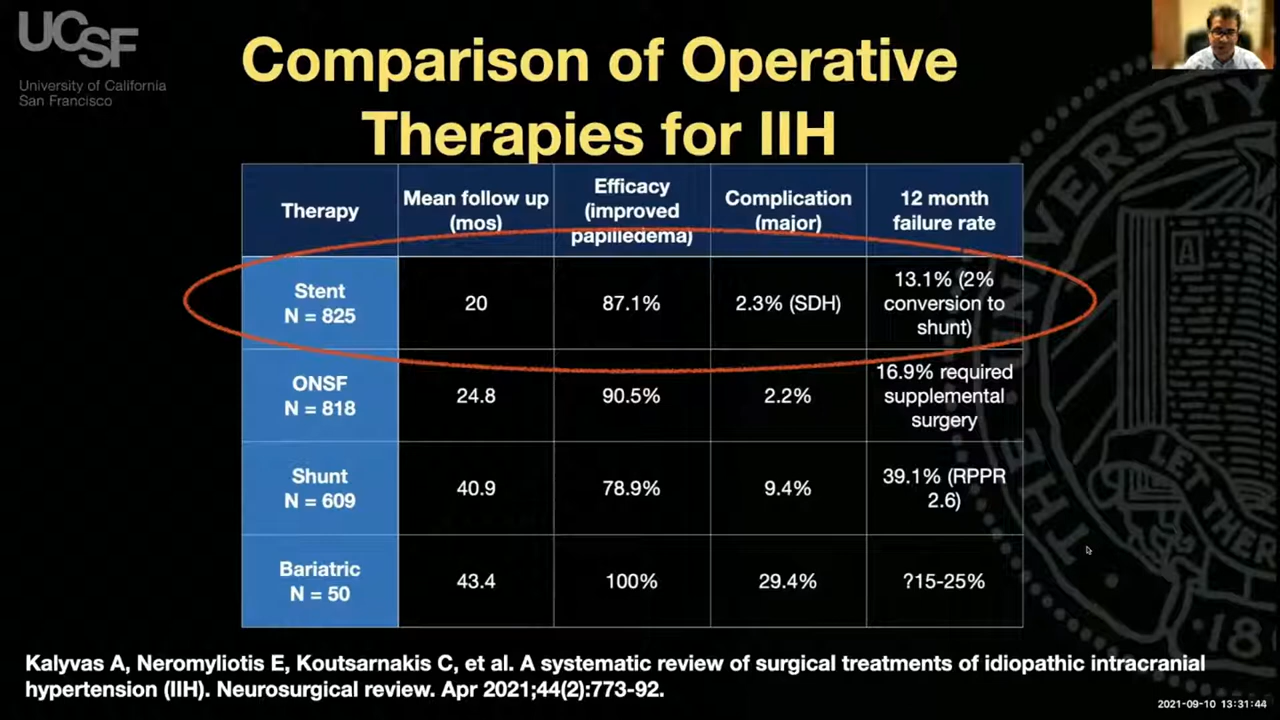 UCSF
University of California
San Francisco
Comparison of Operative
Therapies for IIH
Therapy
Mean follow up
(mos)
Efficacy
(improved
papilledema)
Complication
(major)
12 month
failure rate
Stent
N = 825
20
87.1%
2.3% (SDH)
13.1% (2%
conversion to
shunt)
ONSF
N = 818
24.8
90.5%
2.2%
16.9% required
supplemental
surgery
Shunt
N = 609
40.9
78.9%
9.4%
39.1% (RPPR
2.6)
Bariatric
N = 50
43.4
100%
29.4%
?15-25%
Kalyvas A, Neromyliotis E, Koutsarnakis C, et al. A systematic review of surgical treatments of idiopathic intracranial
hypertension (IIH). Neurosurgical review. Apr 2021;44(2):773-92.
2021-09-10 13:31:44
THE
UNIVERSITY
A
LET THER
18